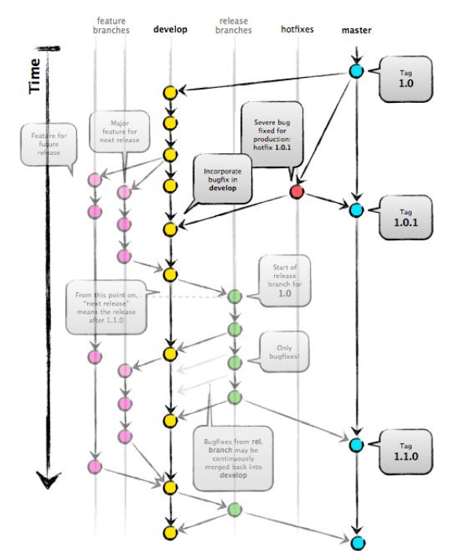 feature
branches
develop
release
branches
hotfixes
master
Time
Tag
1.0
Major
feature for
next release
Feature for
future
release
Severe bug
fixed for
production:
hotfix 1.0.1
Incorporate
bugfix in
develop
Tag
1.0.1
Start of
release
branch for
1.0
From this point on,
"next release"
means the release
after 1.1.0
Only
bugfixes!
Bugfixes from rel.
branch may be
continuously
merged back into
develop
Tag
1.1.0